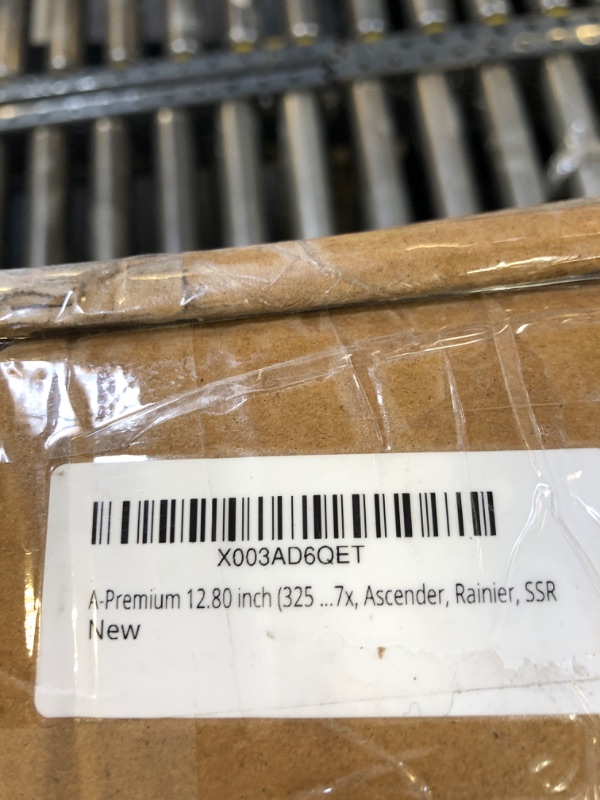 X003AD6QET
A-Premium 12.80 inch (325 ...7x, Ascender, Rainier, SSR
New